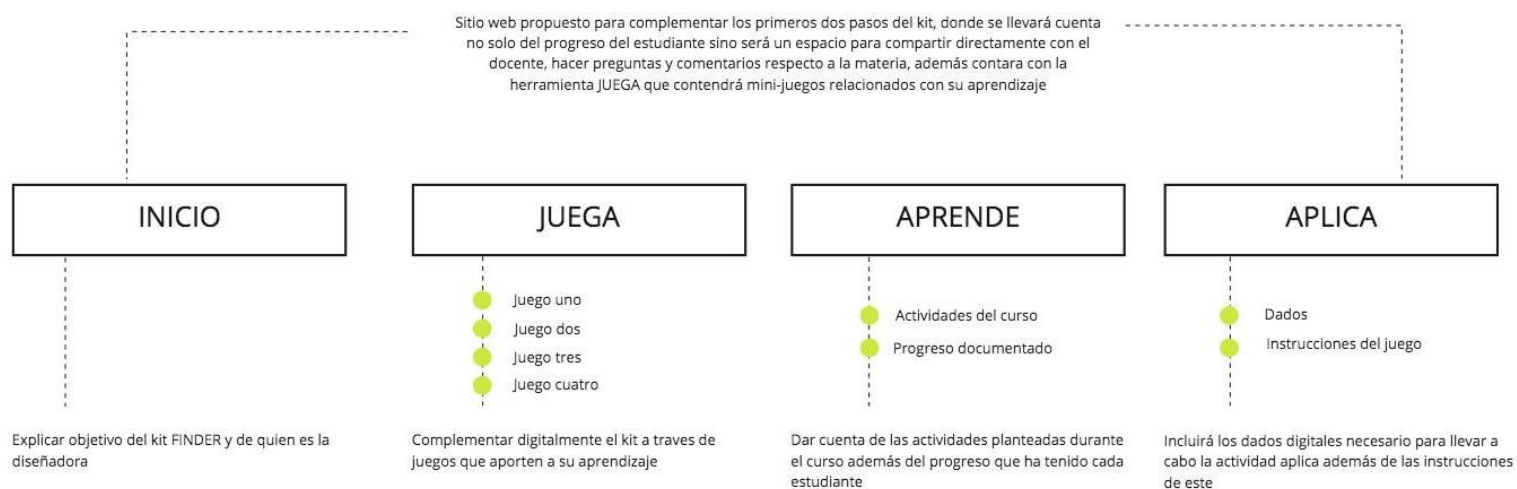 Sitio web propuesto para complementar los primeros dos pasos del kit, donde se llevará cuenta
no solo del progreso del estudiante sino será un espacio para compartir directamente con el
docente, hacer preguntas y comentarios respecto a la materia, además contara con la
herramienta JUEGA que contendrá mini-juegos relacionados con su aprendizaje
INICIO
Explicar objetivo del kit FINDER y de quien es la
diseñadora
JUEGA
Juego uno
Juego dos
Juego tres
Juego cuatro
Complementar digitalmente el kit a traves de
juegos que aporten a su aprendizaje
APRENDE
Actividades del curso
Progreso documentado
Dar cuenta de las actividades planteadas durante
el curso además del progreso que ha tenido cada
estudiante
APLICA
Dados
Instrucciones del juego
Incluirá los dados digitales necesario para llevar a
cabo la actividad aplica además de las instrucciones
de este